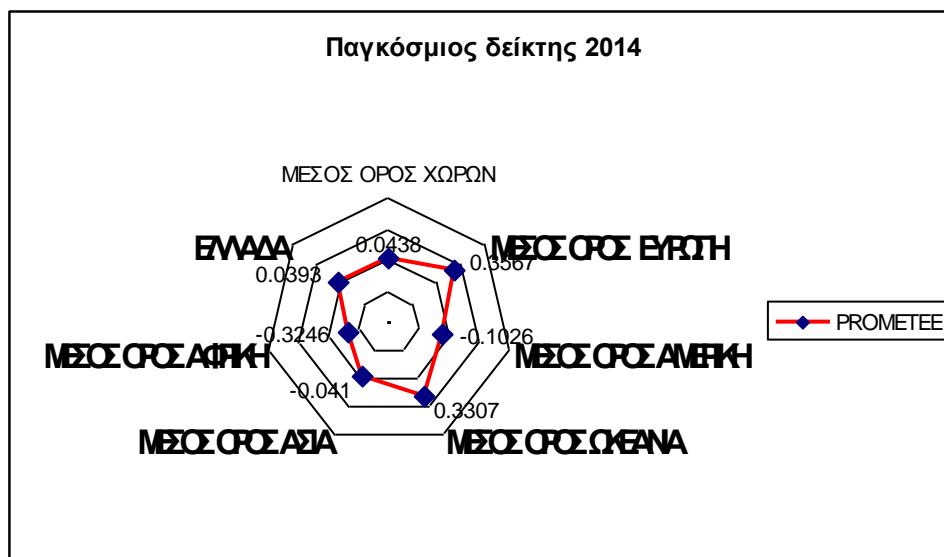 Παγκόσμιος δείκτης 2014
ΜΕΣΟΣ ΟΡΟΣ ΧΩΡΩΝ
ΕΛΛΑΔΑ
0.0438
ΜΕΣΟΣ ΟΡΟΣ ΕΥΡΩΠΗ
0.0393
0.3567
-0.3246
-0.1026
PROMETEE
ΜΕΣΟΣ ΟΡΟΣ ΑΦΡΙΚΗ
ΜΕΣΟΣ ΟΡΟΣ ΑΜΕΡΙΚΗ
-0.041
0.3307
ΜΕΣΟΣ ΟΡΟΣ ΑΣΙΑ
ΜΕΣΟΣ ΟΡΟΣ ΩΚΕΑΝΙΑ